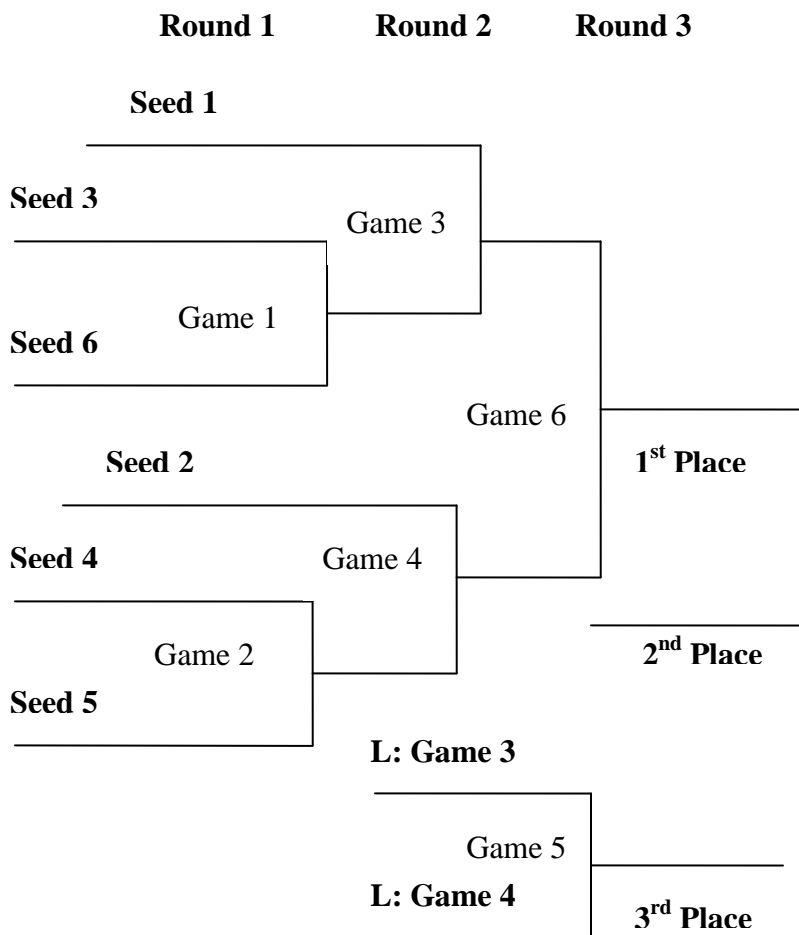 Round 1 Round 2 Round 3
Seed 1
Seed 3
Game 3
Game 1
Seed 6
Game 6
Seed 2
1st Place
Seed 4
Game 4
Game 2
2nd Place
Seed 5
L: Game 3
Game 5
L: Game 4
3rd Place